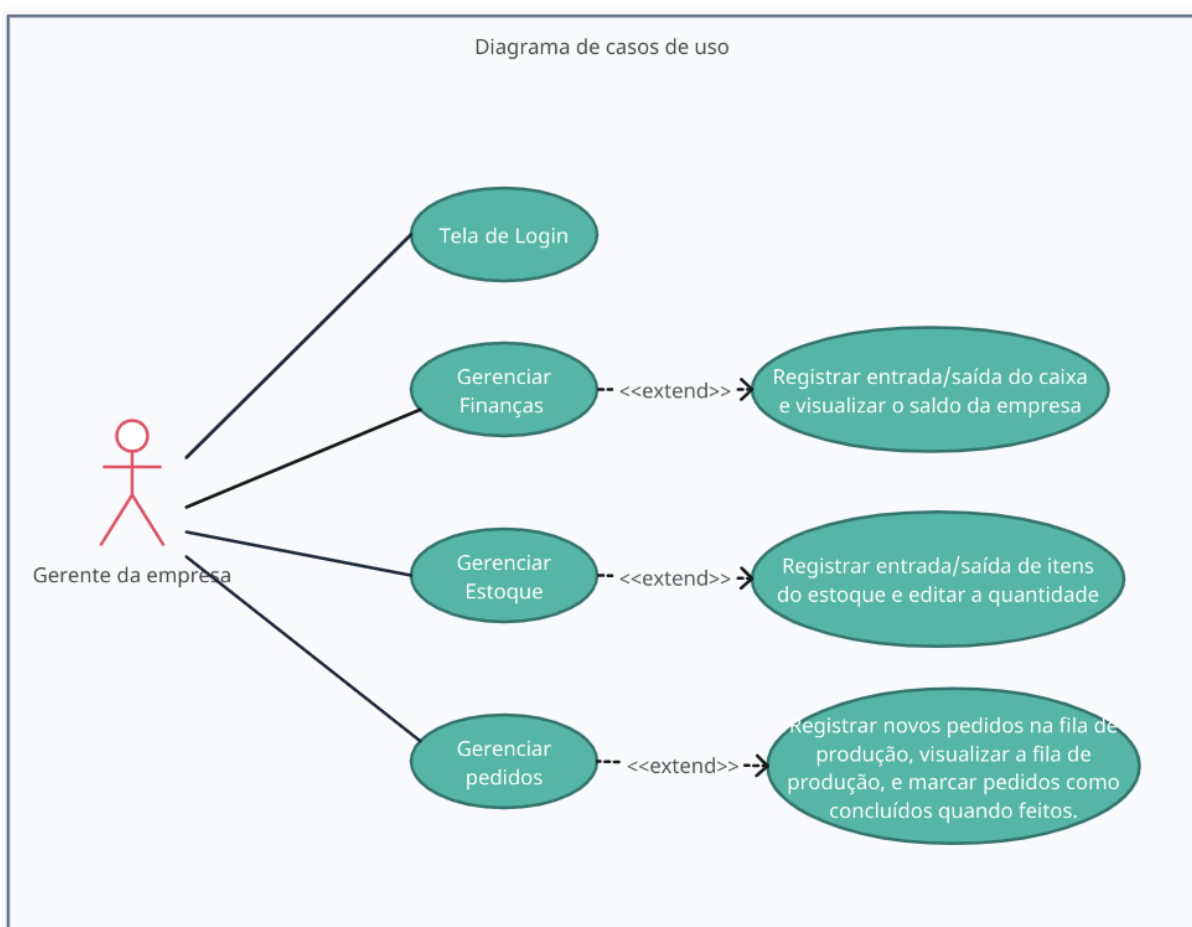 Diagrama de casos de uso
Tela de Login
Gerenciar
Finanças
<<extend>>
Registrar entrada/saída do caixa
e visualizar o saldo da empresa
Gerente da empresa
Gerenciar
Estoque
<<extend>>
Registrar entrada/saída de itens
do estoque e editar a quantidade
Gerenciar
pedidos
<<extend>>
Registrar novos pedidos na fila de
produção, visualizar a fila de
produção, e marcar pedidos como
concluídos quando feitos.